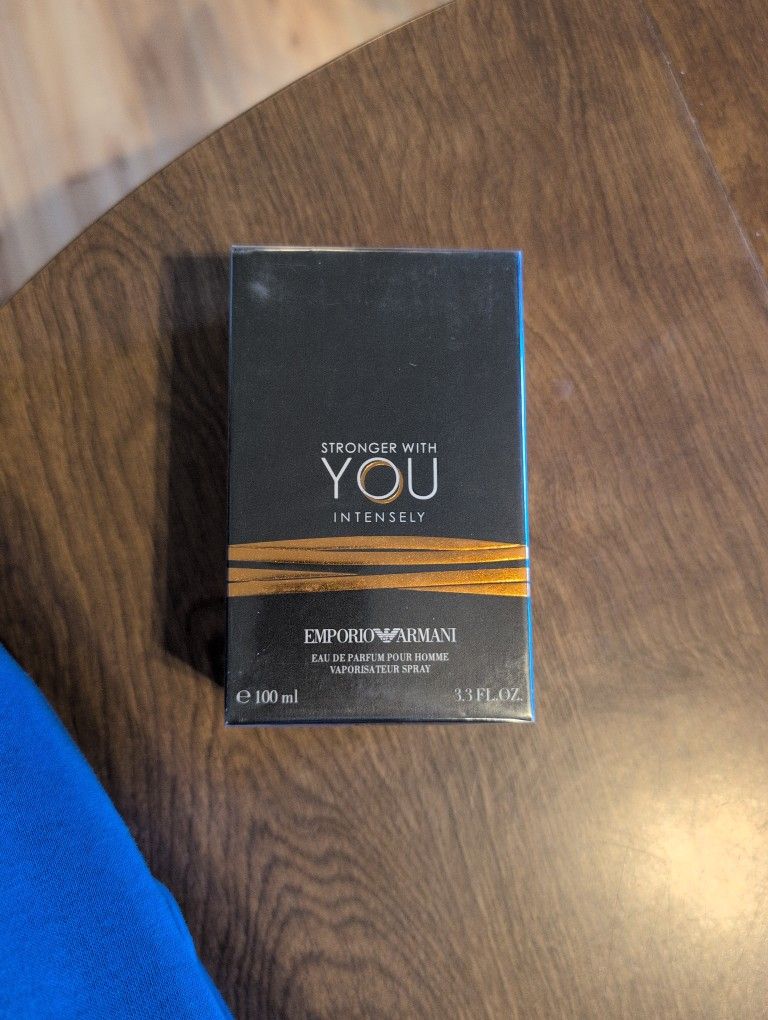 STRONGER WITH
YOU
INTENSELY
EMPORIO ARMANI
EAU DE PARFUM POUR HOMME
VAPORISATEUR SPRAY
℮ 100 ml 3.3 FL.OZ.